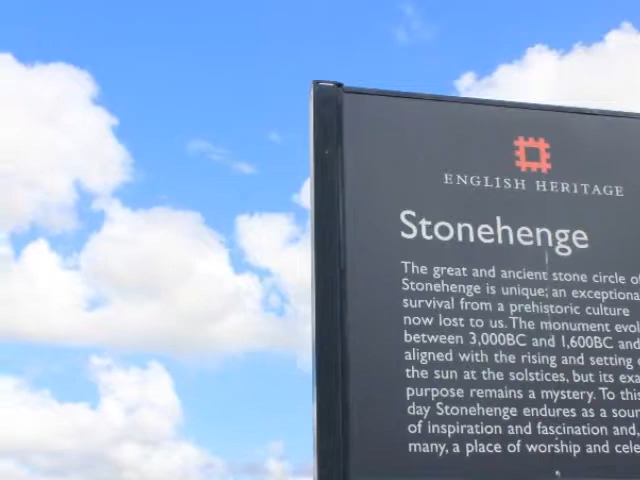 ENGLISH HERITAGE
Stonehenge
The great and ancient stone circle of
Stonehenge is unique; an exceptiona
survival from a prehistoric culture
now lost to us. The monument evol
between 3,000BC and 1,600BC and
aligned with the rising and setting
the sun at the solstices, but its exa
purpose remains a mystery. To this
day Stonehenge endures as a sour
of inspiration and fascination and,
many, a place of worship and cele